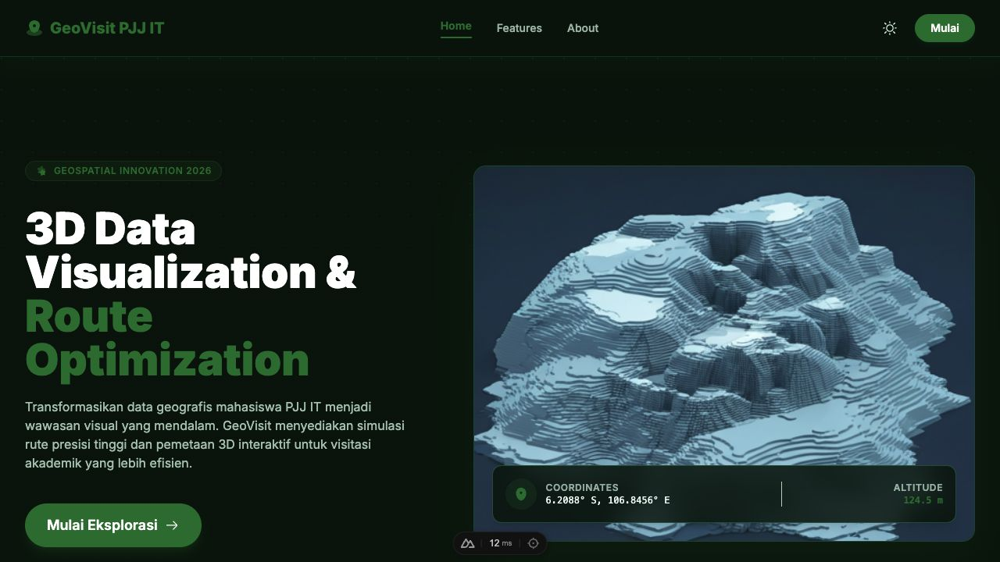 GeoVisit PJJ IT
Home
Features
About
Mulai
GEOSPATIAL INNOVATION 2026
3D Data
Visualization &
Route
Optimization
Transformasikan data geografis mahasiswa PJJ IT menjadi
wawasan visual yang mendalam. GeoVisit menyediakan simulasi
rute presisi tinggi dan pemetaan 3D interaktif untuk visitasi
akademik yang lebih efisien.
Mulai Eksplorasi →
COORDINATES
6.2088° S, 106.8456° E
ALTITUDE
124.5 m
12 ms